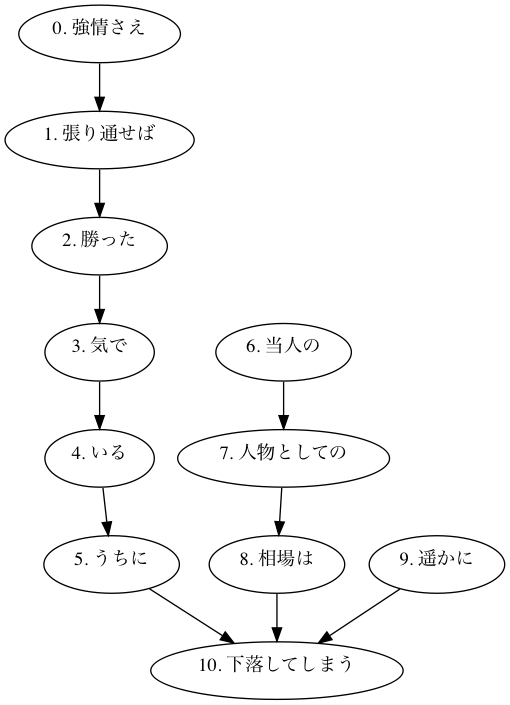 0. 強情さえ
1. 張り通せば
2. 勝った
3. 気で
6. 当人の
4. いる
7. 人物としての
5. うちに
8. 相場は
9. 遥かに
10. 下落してしまう